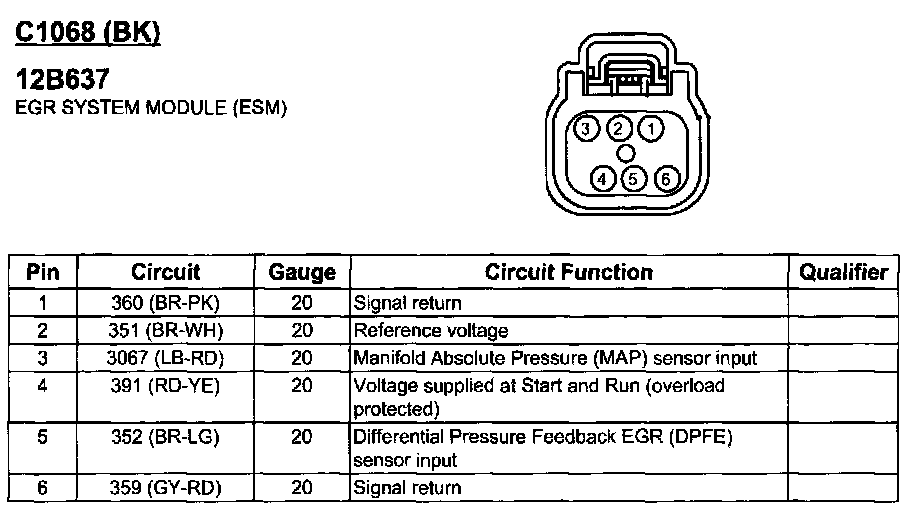 C1068 (BK)
12B637
EGR SYSTEM MODULE (ESM)
3 2 1
4 5 6
Pin Circuit Gauge Circuit Function Qualifier
1 360 (BR-PK) 20 Signal return
2 351 (BR-WH) 20 Reference voltage
3 3067 (LB-RD) 20 Manifold Absolute Pressure (MAP) sensor input
4 391 (RD-YE) 20 Voltage supplied at Start and Run (overload
protected)
5 352 (BR-LG) 20 Differential Pressure Feedback EGR (DPFE)
sensor input
6 359 (GY-RD) 20 Signal return